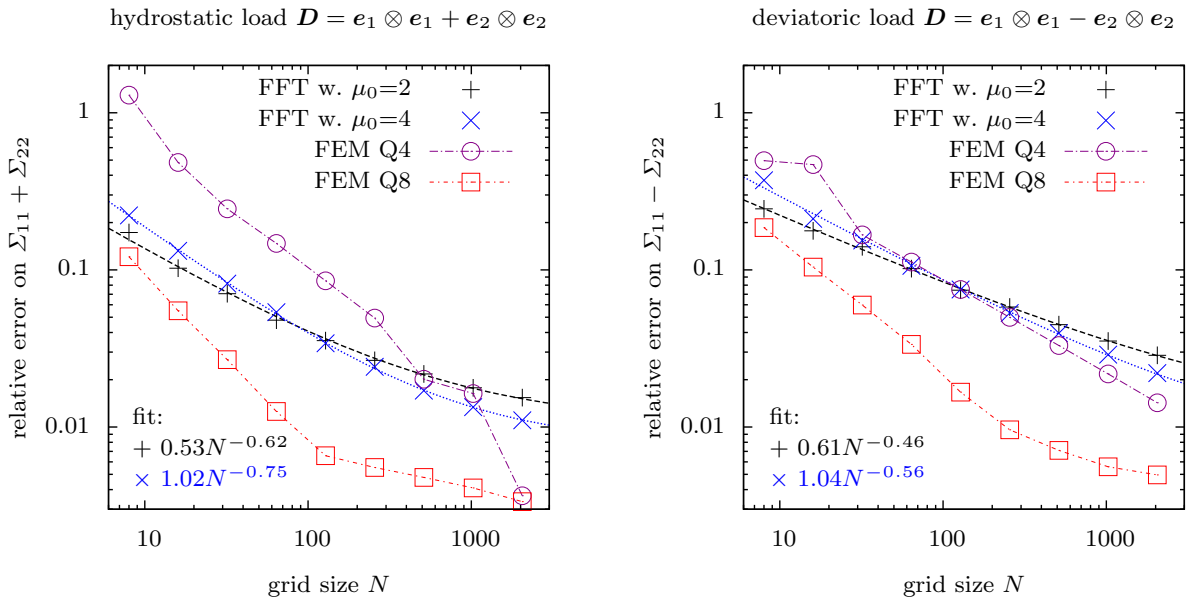 hydrostatic load D = e₁ ⊗ e₁ + e₂ ⊗ e₂
relative error on Σ₁₁ + Σ₂₂
1
0.1
0.01
FFT w. μ₀=2
FFT w. μ₀=4
FEM Q4
FEM Q8
fit:
+ 0.53N^−0.62
× 1.02N^−0.75
10 100 1000
grid size N
deviatoric load D = e₁ ⊗ e₁ − e₂ ⊗ e₂
relative error on Σ₁₁ − Σ₂₂
1
0.1
0.01
FFT w. μ₀=2
FFT w. μ₀=4
FEM Q4
FEM Q8
fit:
+ 0.61N^−0.46
× 1.04N^−0.56
10 100 1000
grid size N